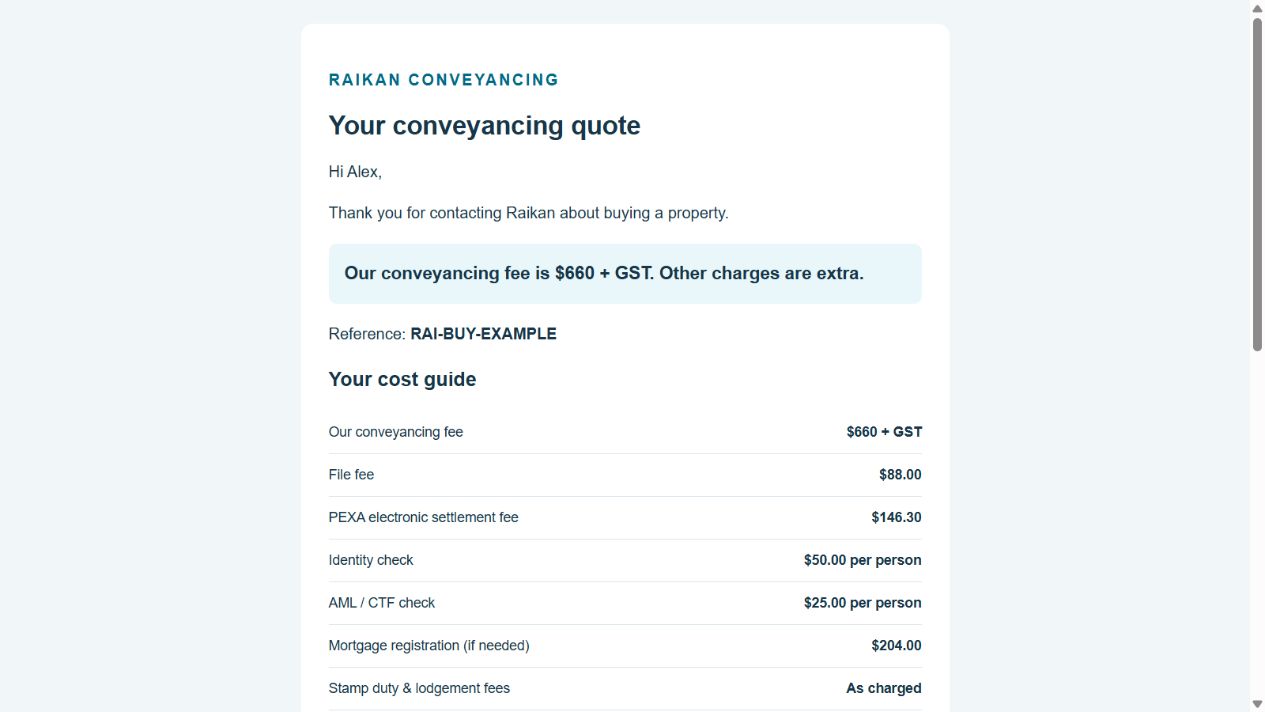 RAIKAN CONVEYANCING
Your conveyancing quote
Hi Alex,
Thank you for contacting Raikan about buying a property.
Our conveyancing fee is $660 + GST. Other charges are extra.
Reference: RAI-BUY-EXAMPLE
Your cost guide
Our conveyancing fee $660 + GST
File fee $88.00
PEXA electronic settlement fee $146.30
Identity check $50.00 per person
AML / CTF check $25.00 per person
Mortgage registration (if needed) $204.00
Stamp duty & lodgement fees As charged